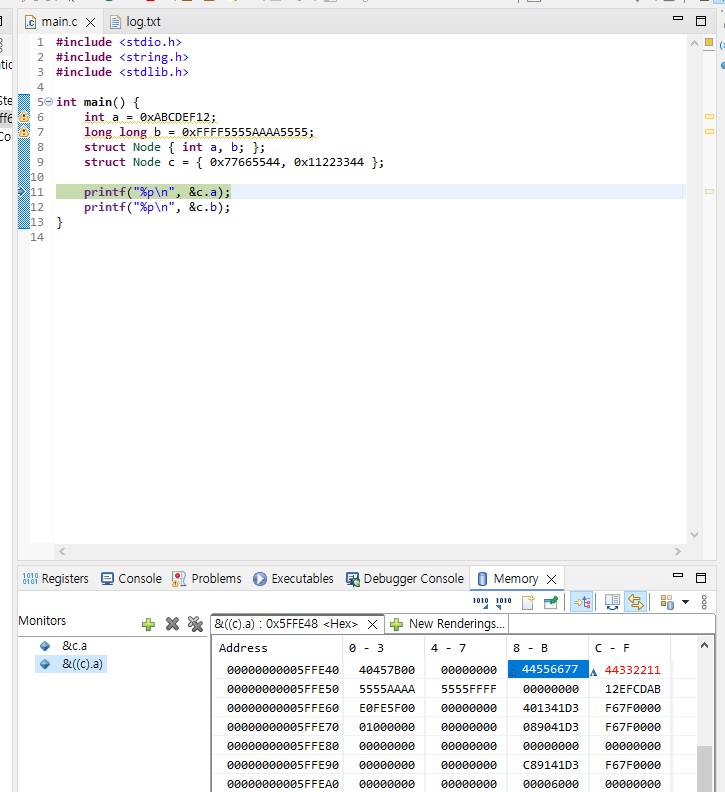 main.c
log.txt
1 #include <stdio.h>
2 #include <string.h>
3 #include <stdlib.h>
4
5 int main() {
6 int a = 0xABCDEF12;
7 long long b = 0xFFFF5555AAAA5555;
8 struct Node { int a, b; };
9 struct Node c = { 0x77665544, 0x11223344 };
10
11 printf("%p\n", &c.a);
12 printf("%p\n", &c.b);
13 }
14
Registers Console Problems Executables Debugger Console Memory
Monitors
&c.a
&((c).a)
&((c).a) : 0x5FFE48 <Hex> New Renderings...
Address 0 - 3 4 - 7 8 - B C - F
00000000005FFE40 40457B00 00000000 44556677 44332211
00000000005FFE50 5555AAAA 5555FFFF 00000000 12EFCDAB
00000000005FFE60 E0FE5F00 00000000 401341D3 F67F0000
00000000005FFE70 01000000 00000000 089041D3 F67F0000
00000000005FFE80 00000000 00000000 00000000 00000000
00000000005FFE90 00000000 00000000 C89141D3 F67F0000
00000000005FFEA0 00000000 00000000 00006000 00000000